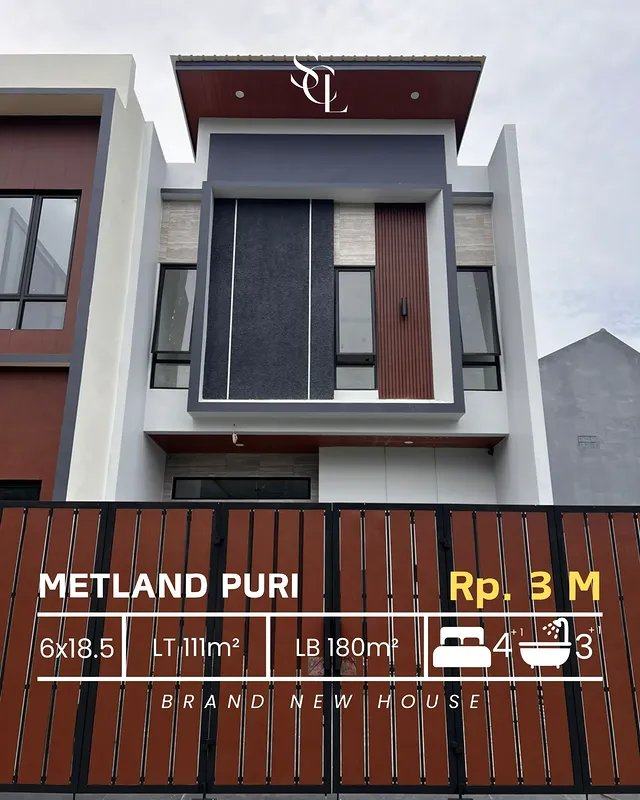 SCL
METLAND PURI
Rp. 3 M
6x18.5
LT 111m²
LB 180m²
4+1
3+1
BRAND NEW HOUSE